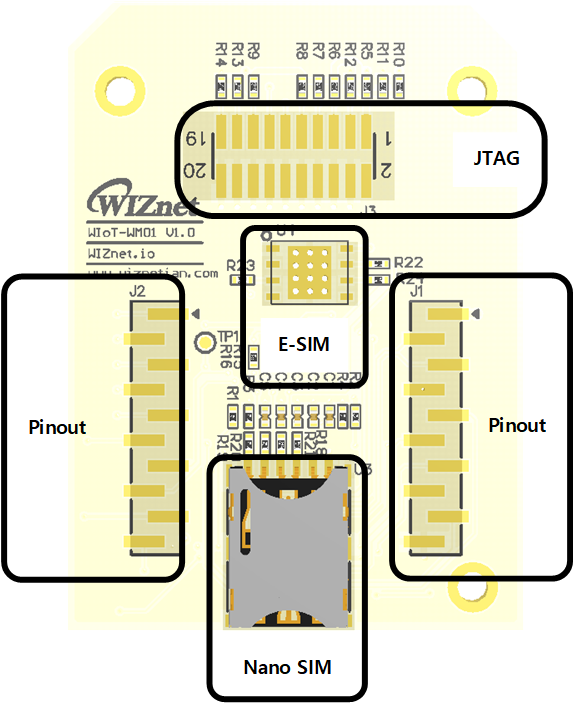 R14 R13 R9 R8 R7 R6 R12 R5 R11 R10
19 1
20 2
JTAG
J3
WIZnet
WIoT-WM01 V1.0
WIZnet.io
www.wiznetian.com
U1
R23 R22
R24
J2 J1
TP1
E-SIM
R16
Pinout
Pinout
R1
U3
Nano SIM